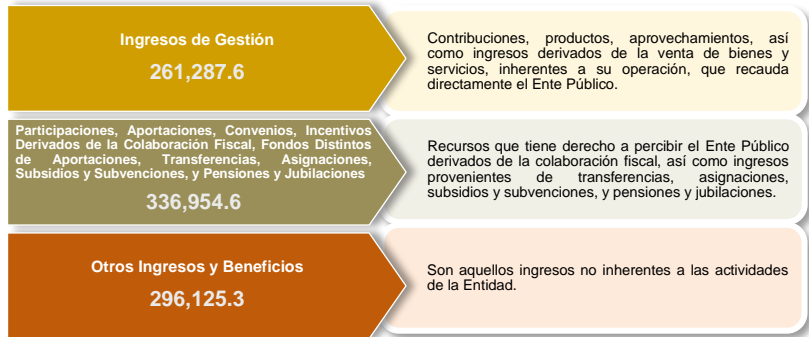 Ingresos de Gestión
261,287.6
Contribuciones, productos, aprovechamientos, así
como ingresos derivados de la venta de bienes y
servicios, inherentes a su operación, que recauda
directamente el Ente Público.
Participaciones, Aportaciones, Convenios, Incentivos
Derivados de la Colaboración Fiscal, Fondos Distintos
de Aportaciones, Transferencias, Asignaciones,
Subsidios y Subvenciones, y Pensiones y Jubilaciones
336,954.6
Recursos que tiene derecho a percibir el Ente Público
derivados de la colaboración fiscal, así como ingresos
provenientes de transferencias, asignaciones,
subsidios y subvenciones, y pensiones y jubilaciones.
Otros Ingresos y Beneficios
296,125.3
Son aquellos ingresos no inherentes a las actividades
de la Entidad.